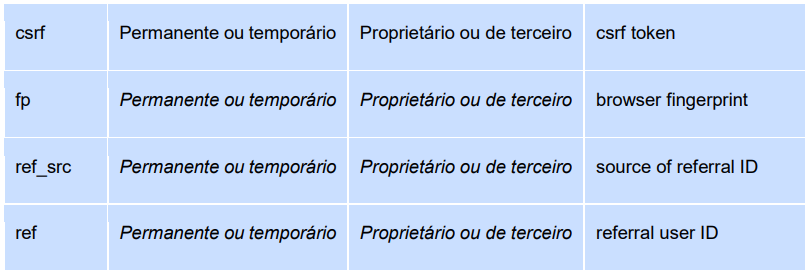 csrf Permanente ou temporário Proprietário ou de terceiro csrf token
fp Permanente ou temporário Proprietário ou de terceiro browser fingerprint
ref_src Permanente ou temporário Proprietário ou de terceiro source of referral ID
ref Permanente ou temporário Proprietário ou de terceiro referral user ID